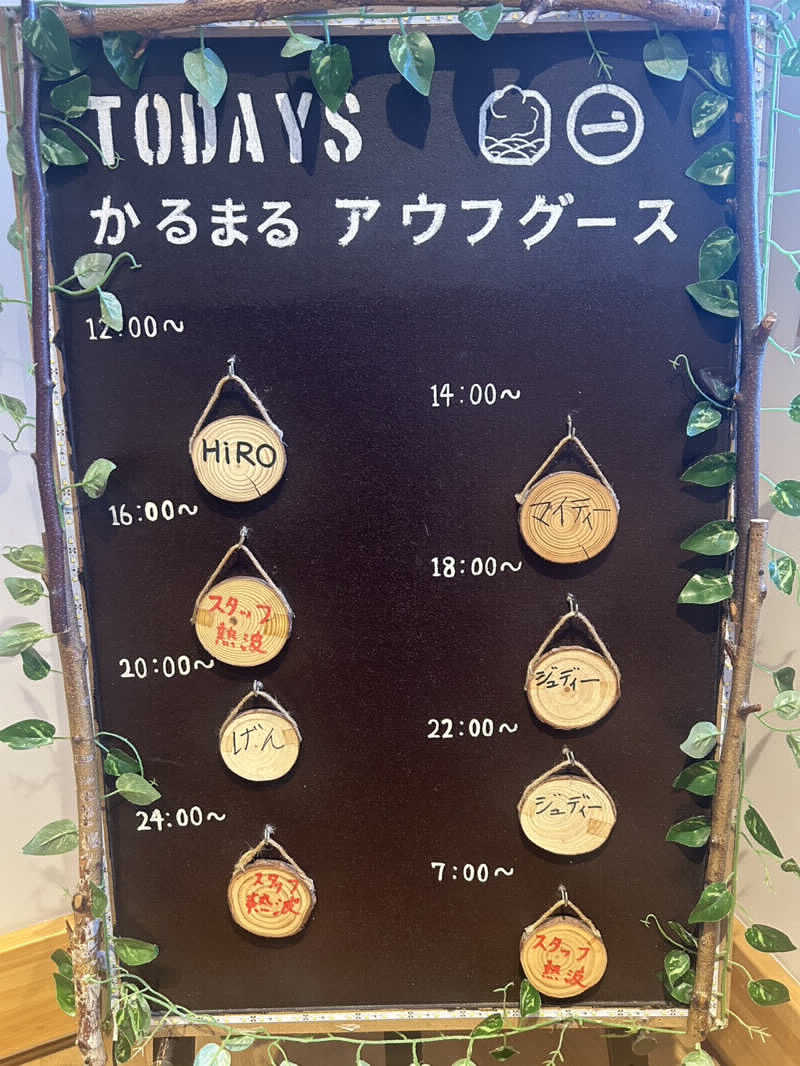 TODAYS
一
かるまる アウフグース
12:00〜
HiRO
14:00〜
マイティー
16:00〜
スタッフ
熱波
18:00〜
ジュディー
20:00〜
げん
22:00〜
ジュディー
24:00〜
スタッフ
熱波
7:00〜
スタッフ
熱波